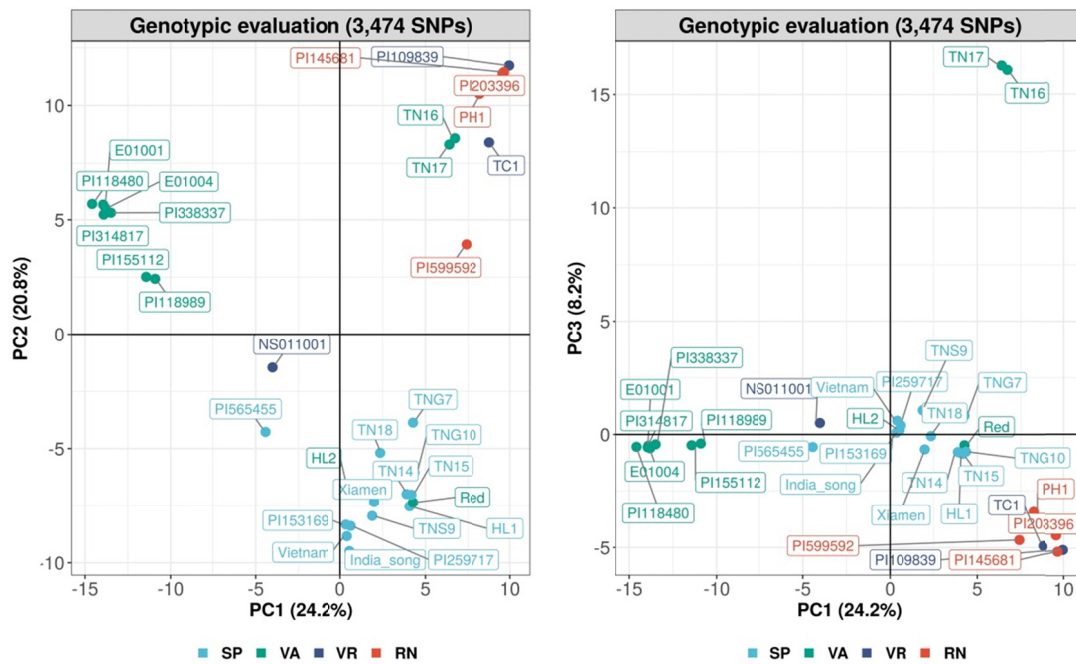 Genotypic evaluation (3,474 SNPs)
PI145681
PI109839
PI203396
PH1
TN16
TN17
TC1
E01001
PI118480
E01004
PI338337
PI314817
PI155112
PI118989
PI599592
NS011001
PI565455
TNG7
TN18
TNG10
HL2
TN14
TN15
Xiamen
Red
PI153169
TNS9
HL1
Vietnam
India_song
PI259717
10
5
0
-5
-10
-15
-10
-5
0
5
10
PC2 (20.8%)
PC1 (24.2%)
SP
VA
VR
RN
Genotypic evaluation (3,474 SNPs)
TN17
TN16
TNS9
PI338337
E01001
NS011001
Vietnam
PI259717
TNG7
PI314817
PI118989
HL2
TN18
Red
E01004
PI565455
PI153169
TNG10
PI155112
India_song
TN14
TN15
PI118480
Xiamen
HL1
PH1
TC1
PI203396
PI599592
PI109839
PI145681
15
10
5
0
-5
-15
-10
-5
0
5
10
PC3 (8.2%)
PC1 (24.2%)
SP
VA
VR
RN